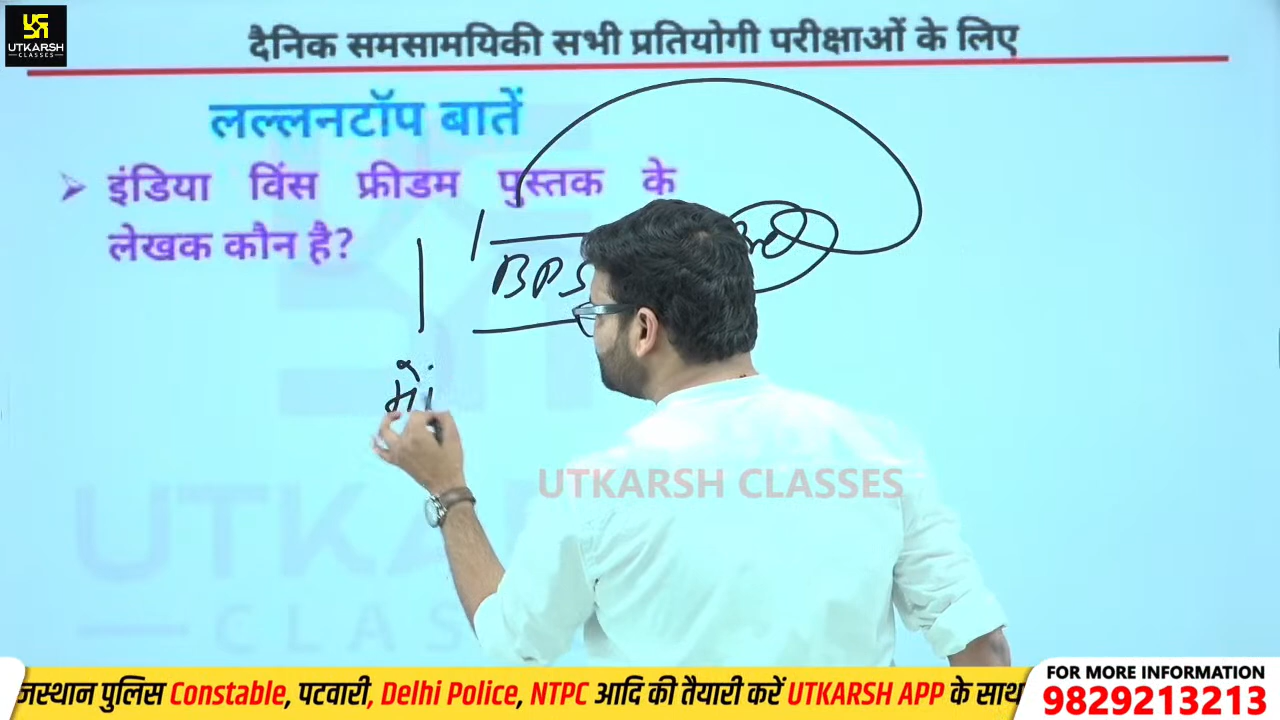 UTKARSH
CLASSES
दैनिक समसामयिकी सभी प्रतियोगी परीक्षाओं के लिए
लल्लनटॉप बातें
➢ इंडिया विंस फ्रीडम पुस्तक के
लेखक कौन है?
BPS
UTKARSH CLASSES
जस्थान पुलिस Constable, पटवारी, Delhi Police, NTPC आदि की तैयारी करें UTKARSH APP के साथ
FOR MORE INFORMATION
9829213213